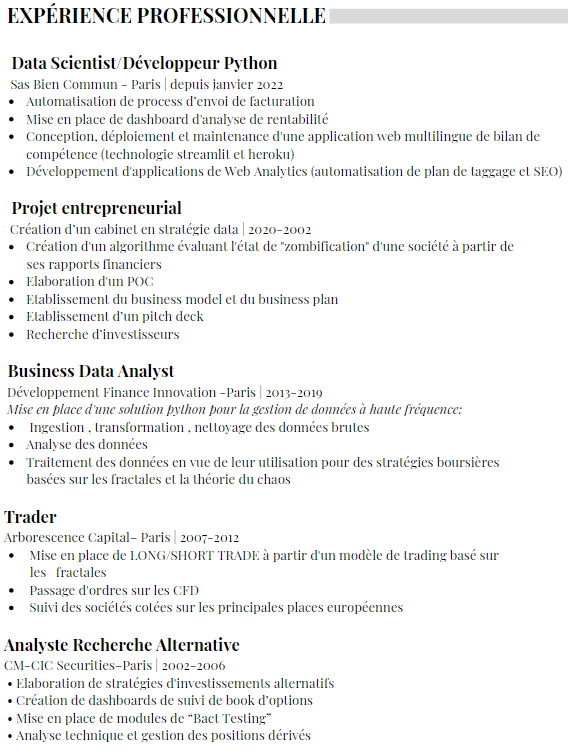 EXPÉRIENCE PROFESSIONNELLE
Data Scientist/Développeur Python
Sas Bien Commun - Paris | depuis janvier 2022
• Automatisation de process d'envoi de facturation
• Mise en place de dashboard d'analyse de rentabilité
• Conception, déploiement et maintenance d'une application web multilingue de bilan de
compétence (technologie streamlit et heroku)
• Développement d'applications de Web Analytics (automatisation de plan de taggage et SEO)
Projet entrepreneurial
Création d'un cabinet en stratégie data | 2020-2002
• Création d'un algorithme évaluant l'état de "zombification" d'une société à partir de
ses rapports financiers
• Elaboration d'un POC
• Etablissement du business model et du business plan
• Etablissement d'un pitch deck
• Recherche d'investisseurs
Business Data Analyst
Développement Finance Innovation -Paris | 2013-2019
Mise en place d'une solution python pour la gestion de données à haute fréquence:
• Ingestion , transformation , nettoyage des données brutes
• Analyse des données
• Traitement des données en vue de leur utilisation pour des stratégies boursières
basées sur les fractales et la théorie du chaos
Trader
Arborescence Capital– Paris | 2007-2012
• Mise en place de LONG/SHORT TRADE à partir d'un modèle de trading basé sur
les fractales
• Passage d'ordres sur les CFD
• Suivi des sociétés cotées sur les principales places européennes
Analyste Recherche Alternative
CM-CIC Securities–Paris | 2002-2006
• Elaboration de stratégies d'investissements alternatifs
• Création de dashboards de suivi de book d'options
• Mise en place de modules de “Bact Testing”
• Analyse technique et gestion des positions dérivés